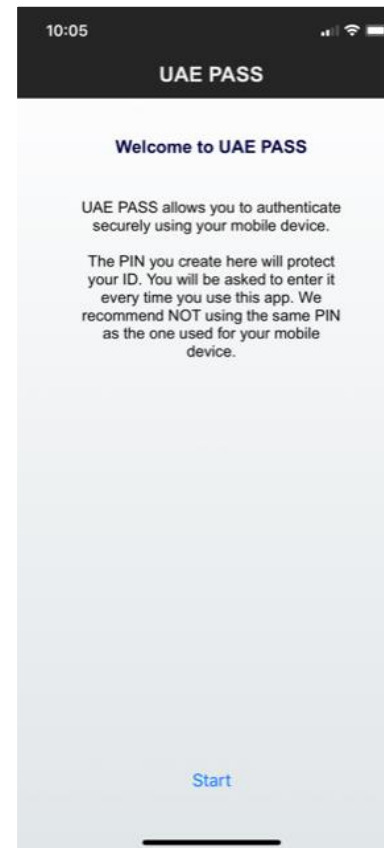 10:05
UAE PASS
Welcome to UAE PASS
UAE PASS allows you to authenticate
securely using your mobile device.
The PIN you create here will protect
your ID. You will be asked to enter it
every time you use this app. We
recommend NOT using the same PIN
as the one used for your mobile
device.
Start